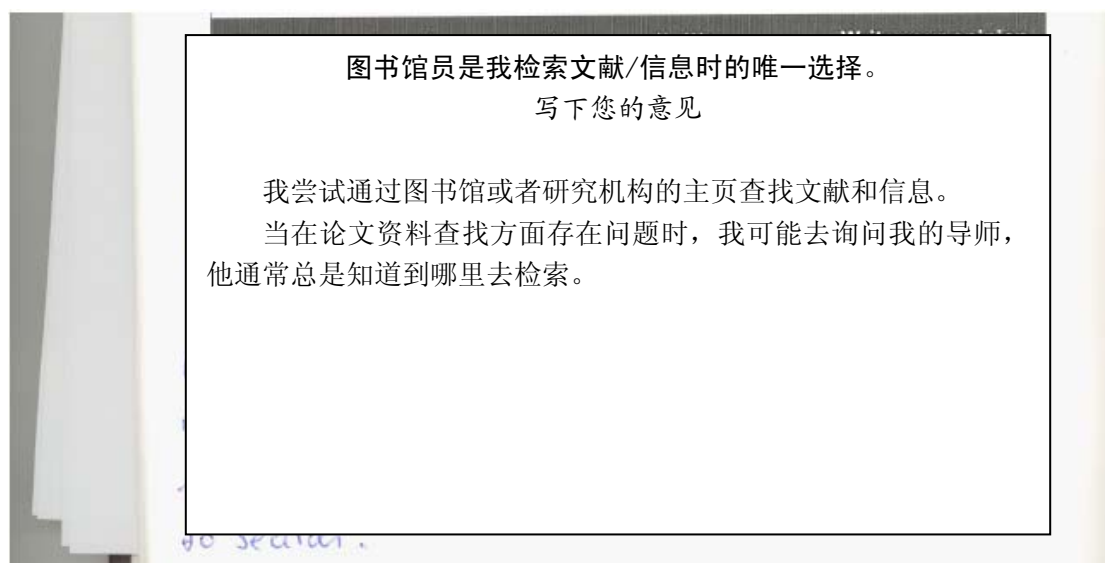 图书馆员是我检索文献/信息时的唯一选择。
写下您的意见
我尝试通过图书馆或者研究机构的主页查找文献和信息。
当在论文资料查找方面存在问题时，我可能去询问我的导师，
他通常总是知道到哪里去检索。